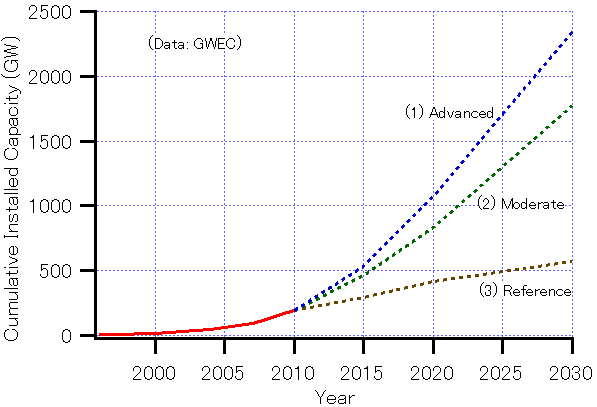 2500
2000
1500
1000
500
0
Cumulative Installed Capacity (GW)
(Data: GWEC)
(1) Advanced
(2) Moderate
(3) Reference
2000 2005 2010 2015 2020 2025 2030
Year